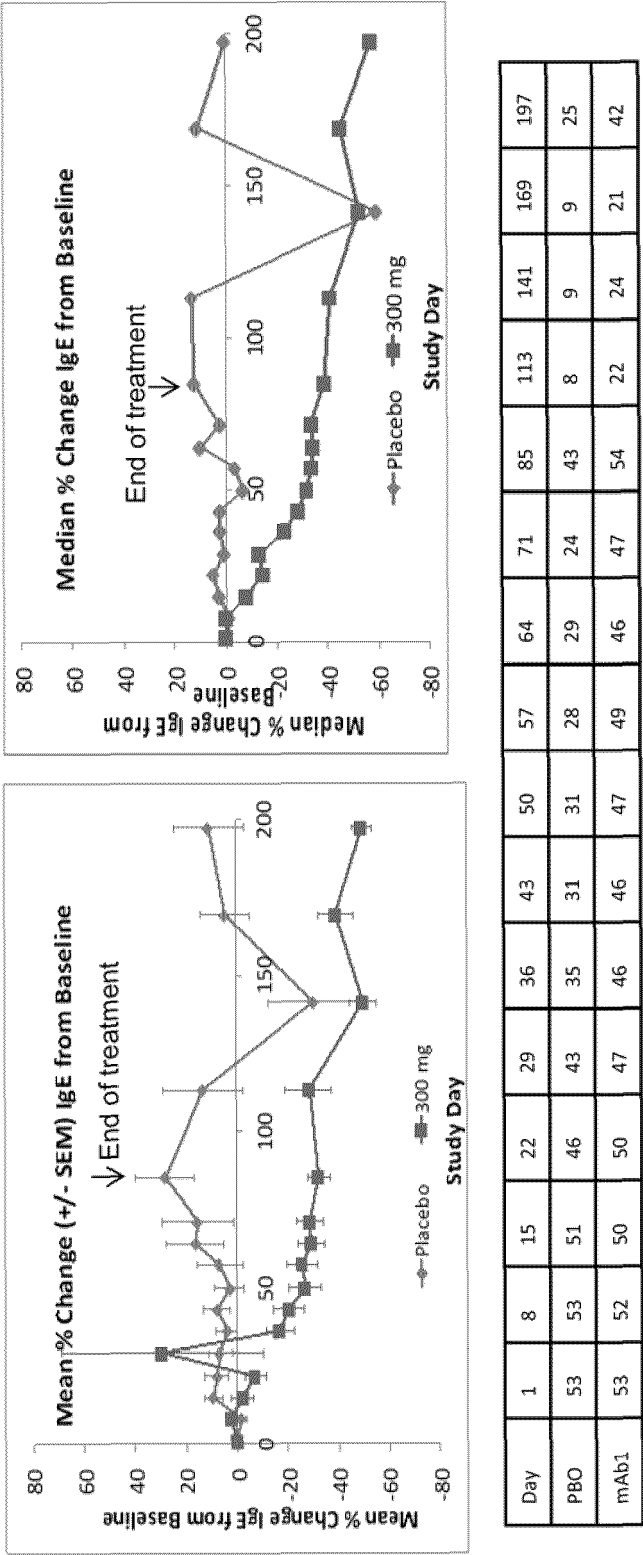 Mean % Change (+/- SEM) IgE from Baseline
Mean % Change IgE from Baseline
80
60
40
20
0
-20
-40
-60
-80
↓ End of treatment
0 50 100 150 200
Placebo 300 mg
Study Day
Median % Change IgE from Baseline
Median % Change IgE from
Baseline
80
60
40
20
0
-20
-40
-60
-80
End of treatment
↓
0 50 100 150 200
Placebo 300 mg
Study Day
Day 1 8 15 22 29 36 43 50 57 64 71 85 113 141 169 197
PBO 53 53 51 46 43 35 31 31 28 29 24 43 8 9 9 25
mAb1 53 52 50 50 47 46 46 47 49 46 47 54 22 24 21 42